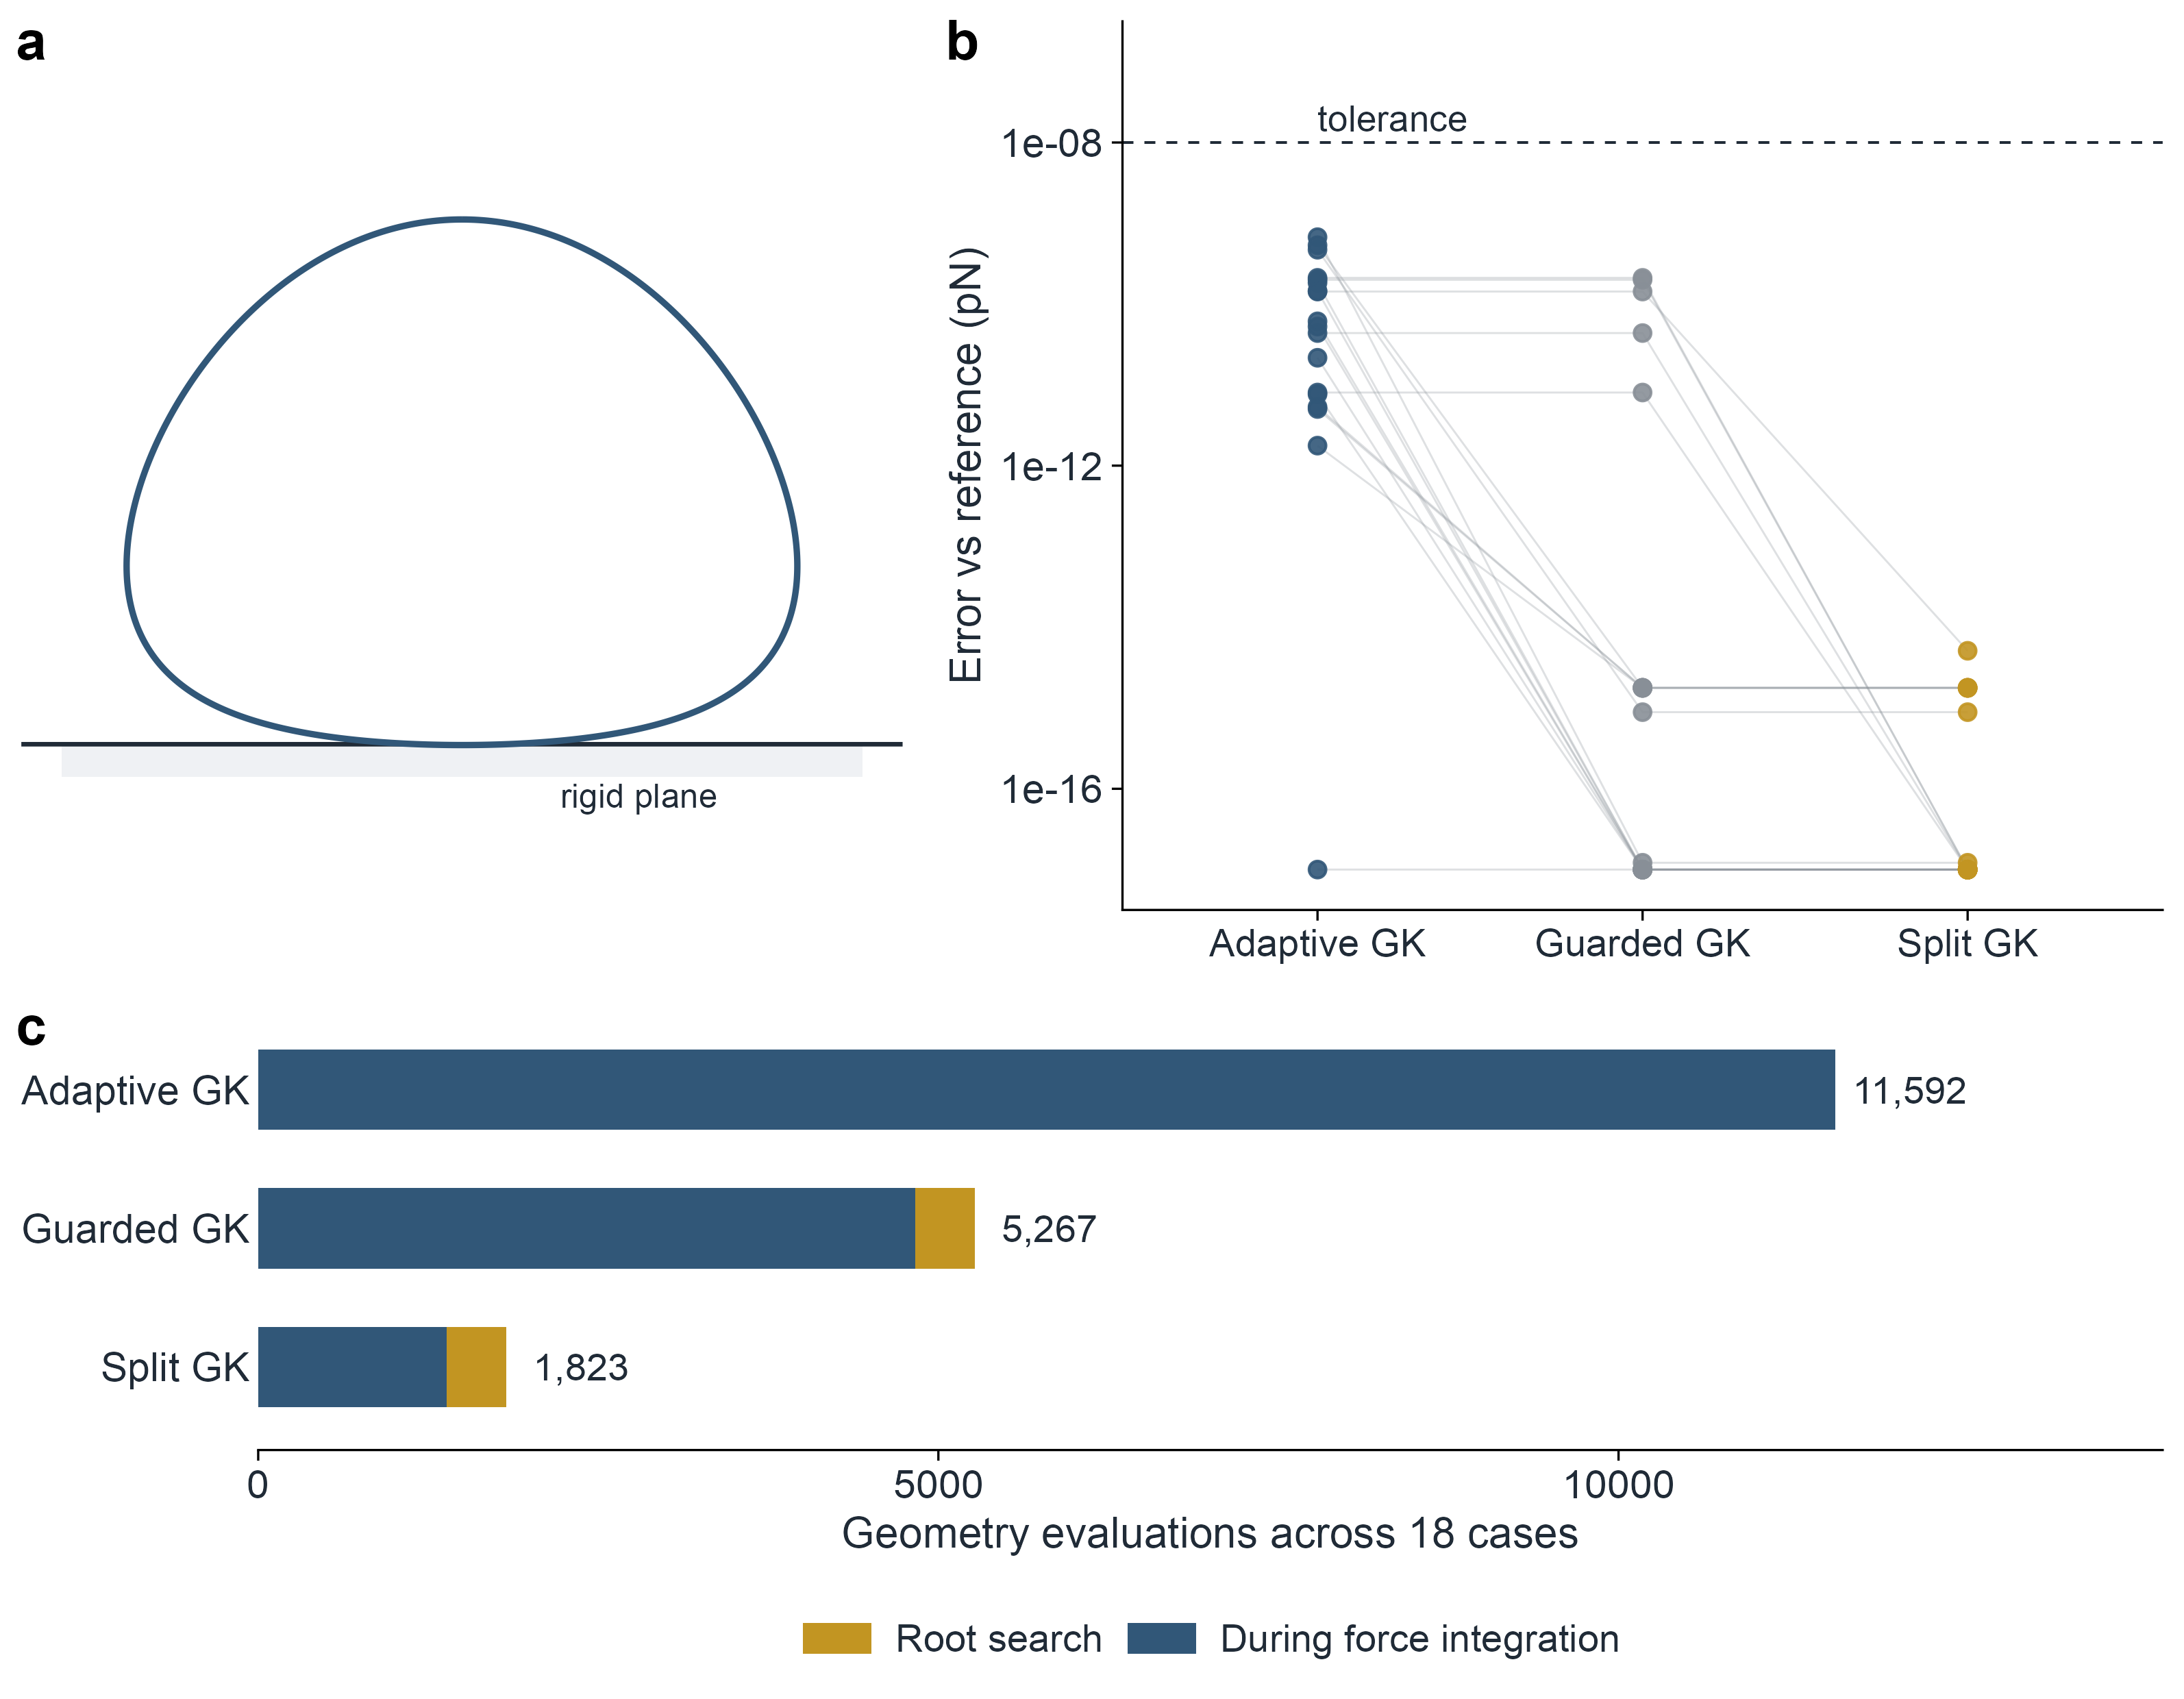 a
rigid plane
b
tolerance
1e-08
1e-12
1e-16
Error vs reference (pN)
Adaptive GK
Guarded GK
Split GK
c
Adaptive GK
11,592
Guarded GK
5,267
Split GK
1,823
0
5000
10000
Geometry evaluations across 18 cases
Root search
During force integration